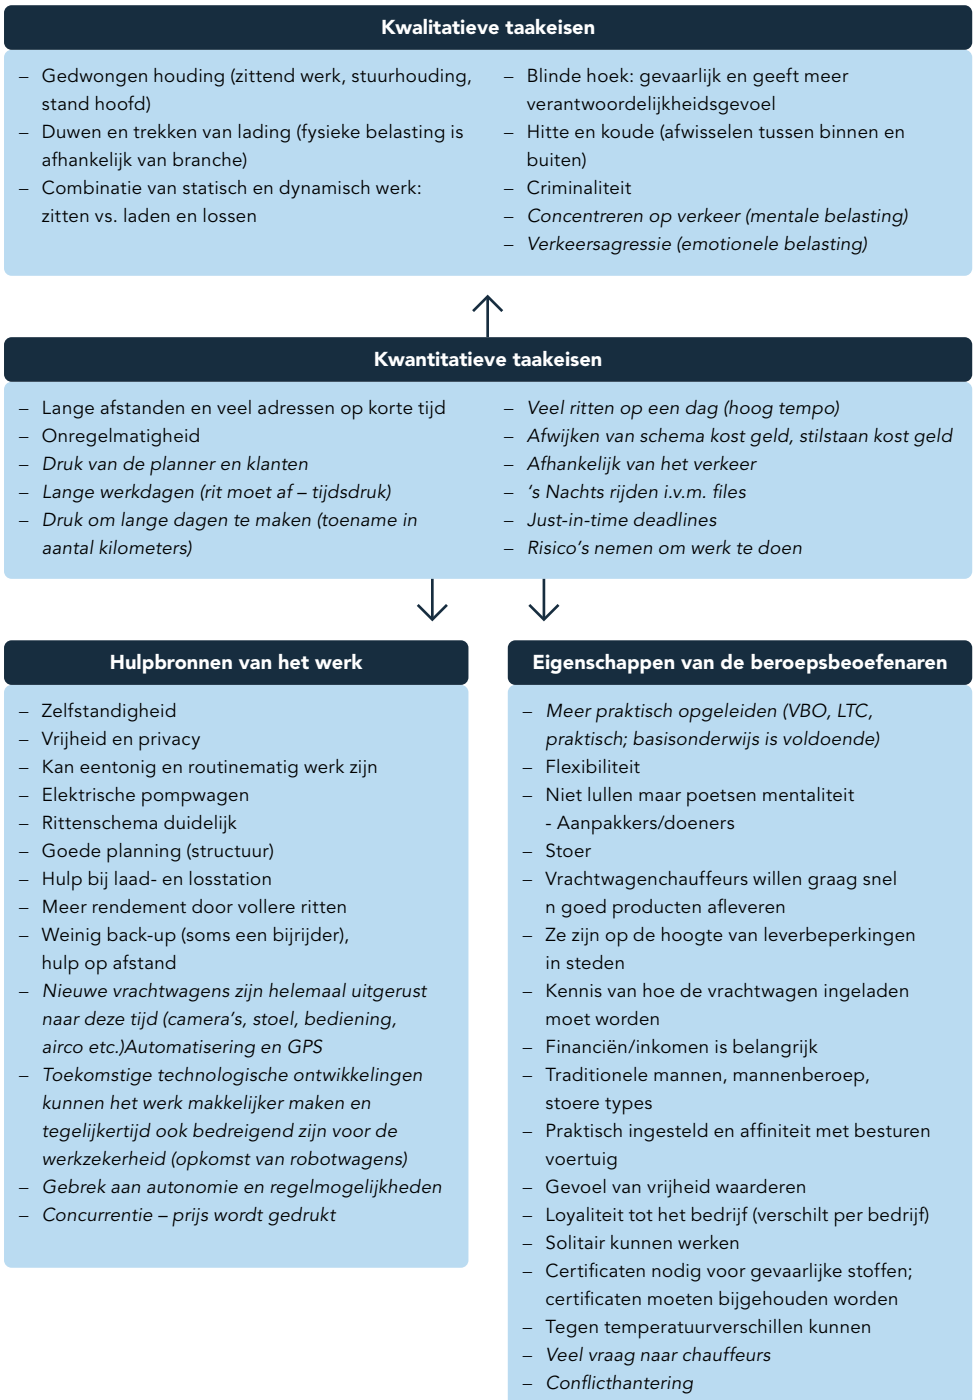 Kwalitatieve taakeisen
– Gedwongen houding (zittend werk, stuurhouding,
stand hoofd)
– Duwen en trekken van lading (fysieke belasting is
afhankelijk van branche)
– Combinatie van statisch en dynamisch werk:
zitten vs. laden en lossen
– Blinde hoek: gevaarlijk en geeft meer
verantwoordelijkheidsgevoel
– Hitte en koude (afwisselen tussen binnen en
buiten)
– Criminaliteit
– Concentreren op verkeer (mentale belasting)
– Verkeersagressie (emotionele belasting)
Kwantitatieve taakeisen
– Lange afstanden en veel adressen op korte tijd
– Onregelmatigheid
– Druk van de planner en klanten
– Lange werkdagen (rit moet af – tijdsdruk)
– Druk om lange dagen te maken (toename in
aantal kilometers)
– Veel ritten op een dag (hoog tempo)
– Afwijken van schema kost geld, stilstaan kost geld
– Afhankelijk van het verkeer
– ‘s Nachts rijden i.v.m. files
– Just-in-time deadlines
– Risico’s nemen om werk te doen
Hulpbronnen van het werk
– Zelfstandigheid
– Vrijheid en privacy
– Kan eentonig en routinematig werk zijn
– Elektrische pompwagen
– Rittenschema duidelijk
– Goede planning (structuur)
– Hulp bij laad- en losstation
– Meer rendement door vollere ritten
– Weinig back-up (soms een bijrijder),
hulp op afstand
– Nieuwe vrachtwagens zijn helemaal uitgerust
naar deze tijd (camera’s, stoel, bediening,
airco etc.)Automatisering en GPS
– Toekomstige technologische ontwikkelingen
kunnen het werk makkelijker maken en
tegelijkertijd ook bedreigend zijn voor de
werkzekerheid (opkomst van robotwagens)
– Gebrek aan autonomie en regelmogelijkheden
– Concurrentie – prijs wordt gedrukt
Eigenschappen van de beroepsbeoefenaren
– Meer praktisch opgeleiden (VBO, LTC,
praktisch; basisonderwijs is voldoende)
– Flexibiliteit
– Niet lullen maar poetsen mentaliteit
- Aanpakkers/doeners
– Stoer
– Vrachtwagenchauffeurs willen graag snel
n goed producten afleveren
– Ze zijn op de hoogte van leverbeperkingen
in steden
– Kennis van hoe de vrachtwagen ingeladen
moet worden
– Financiën/inkomen is belangrijk
– Traditionele mannen, mannenberoep,
stoere types
– Praktisch ingesteld en affiniteit met besturen
voertuig
– Gevoel van vrijheid waarderen
– Loyaliteit tot het bedrijf (verschilt per bedrijf)
– Solitair kunnen werken
– Certificaten nodig voor gevaarlijke stoffen;
certificaten moeten bijgehouden worden
– Tegen temperatuurverschillen kunnen
– Veel vraag naar chauffeurs
– Conflicthantering